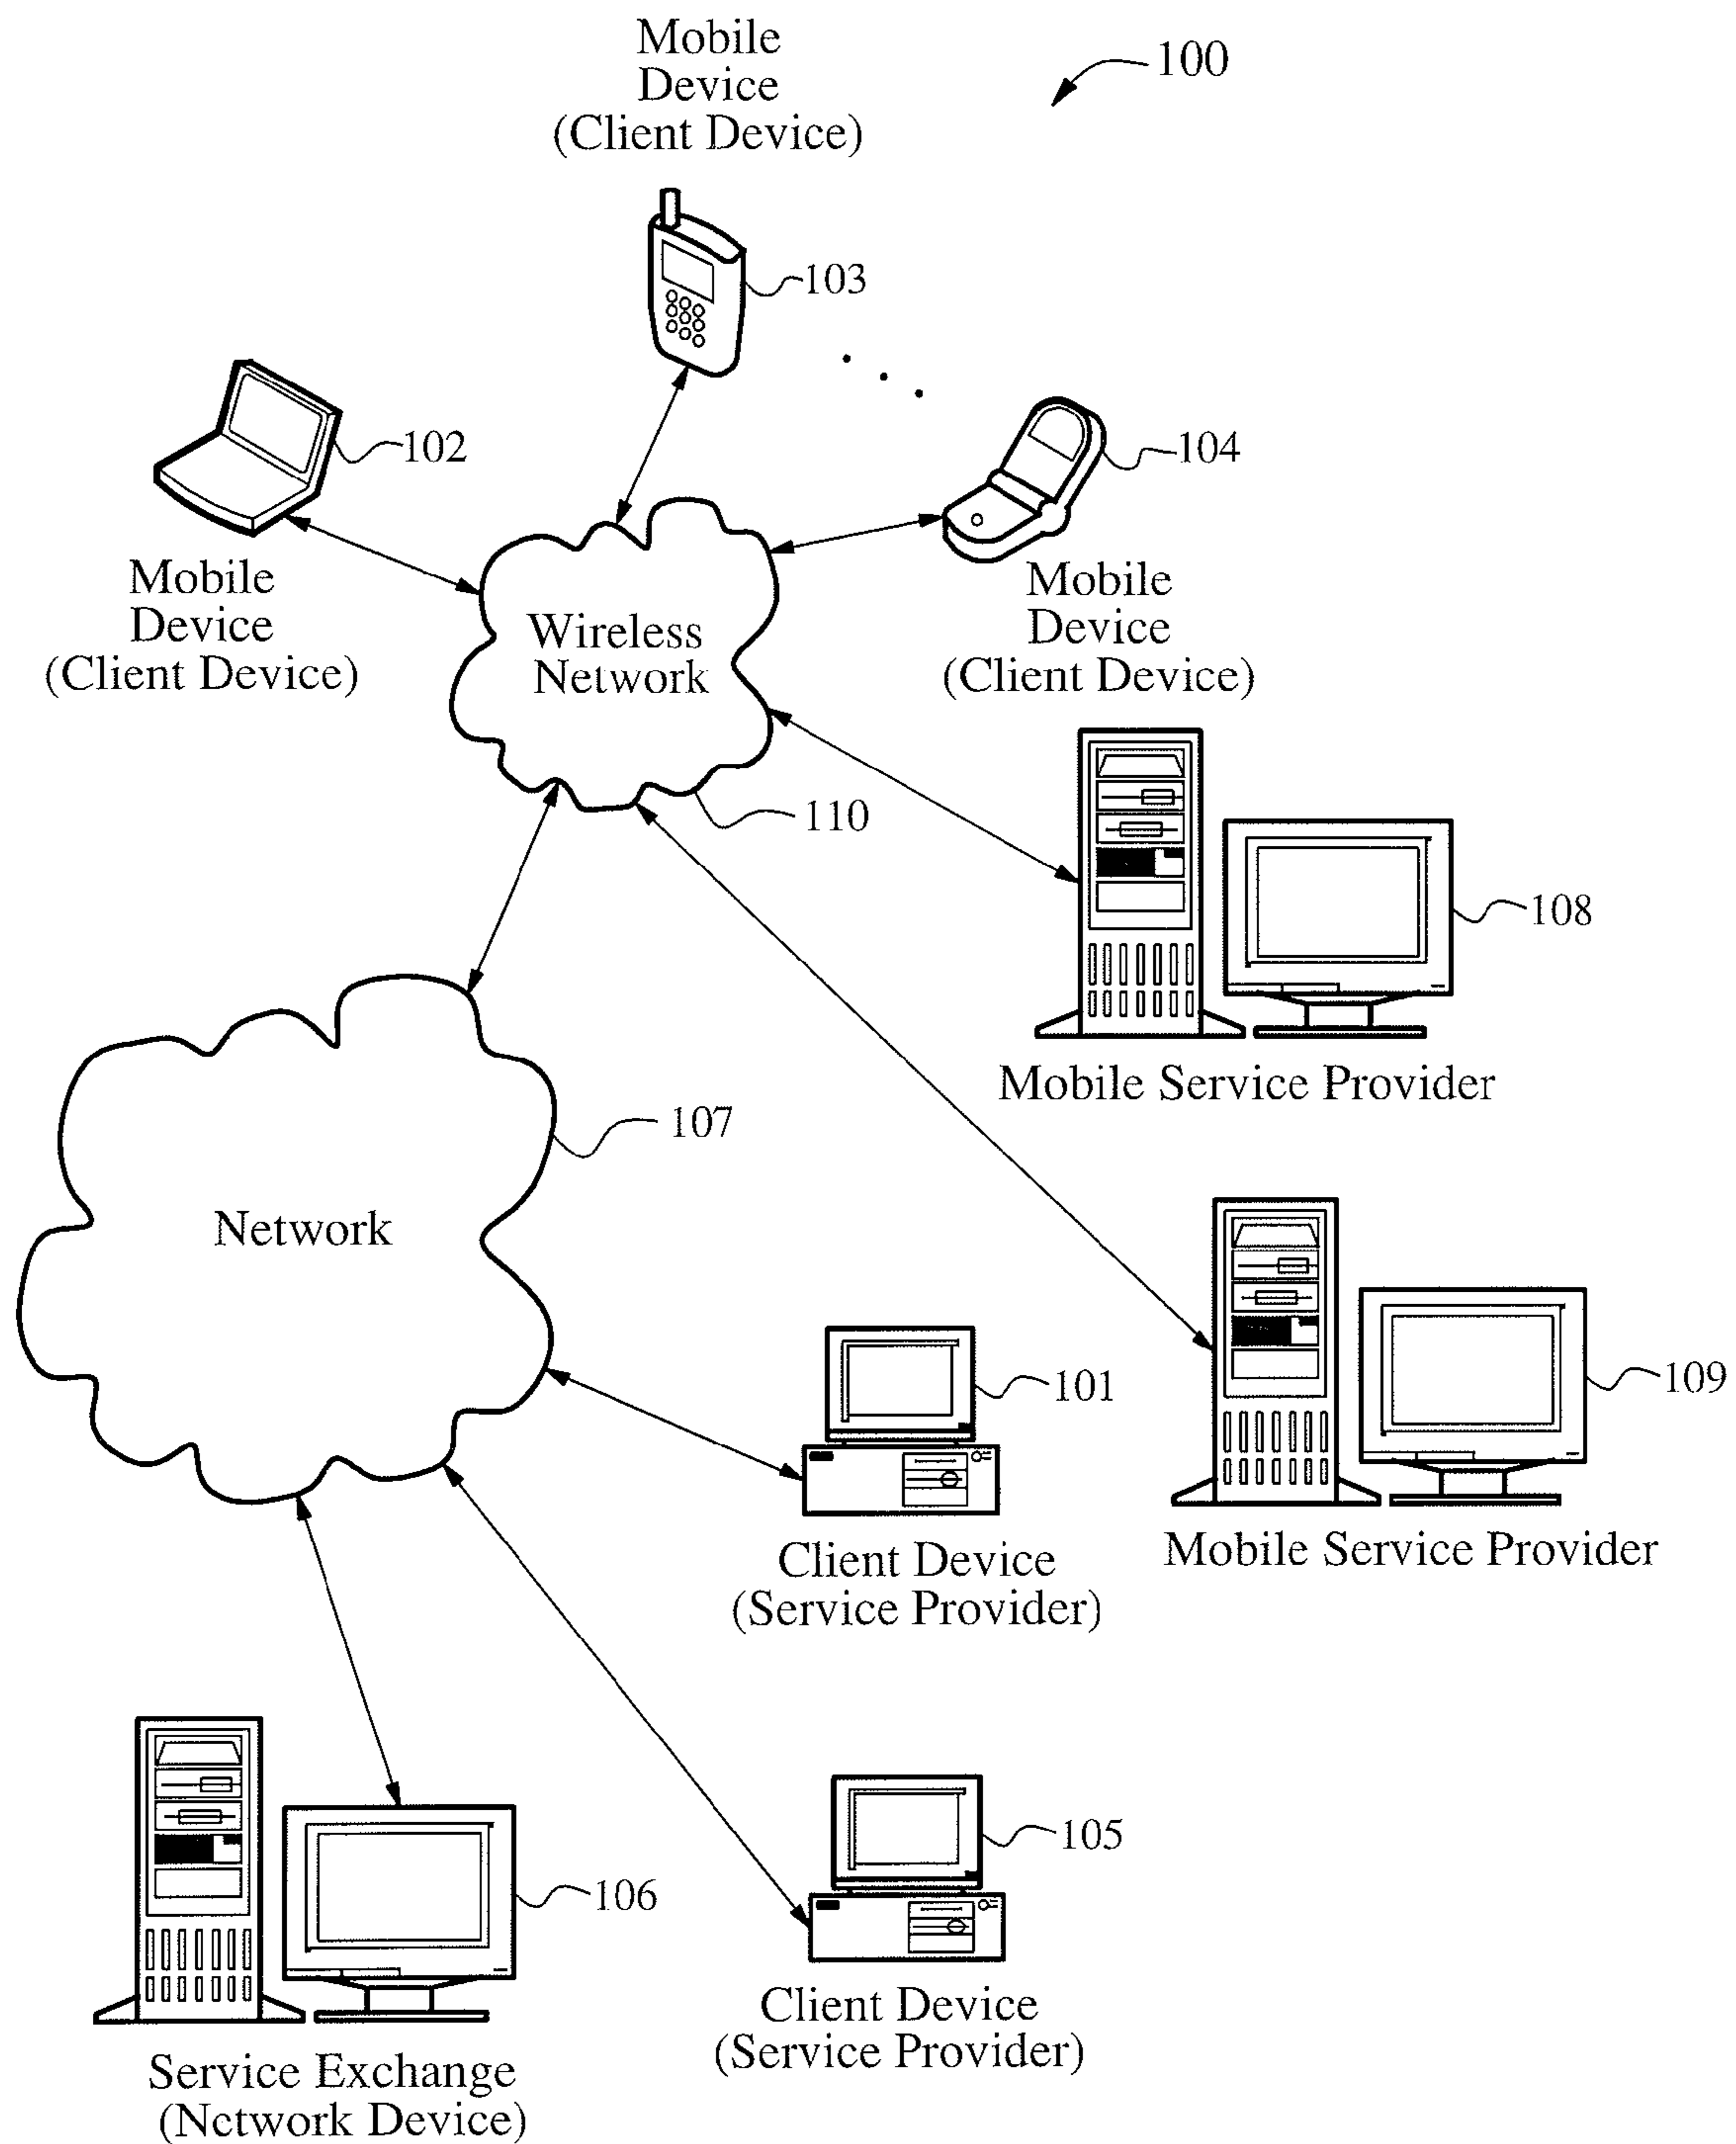 Mobile
Device
(Client Device)
100
103
102
104
Mobile
Device
(Client Device)
Wireless
Network
Mobile
Device
(Client Device)
110
108
Mobile Service Provider
107
Network
101
109
Client Device
(Service Provider)
Mobile Service Provider
105
106
Client Device
(Service Provider)
Service Exchange
(Network Device)